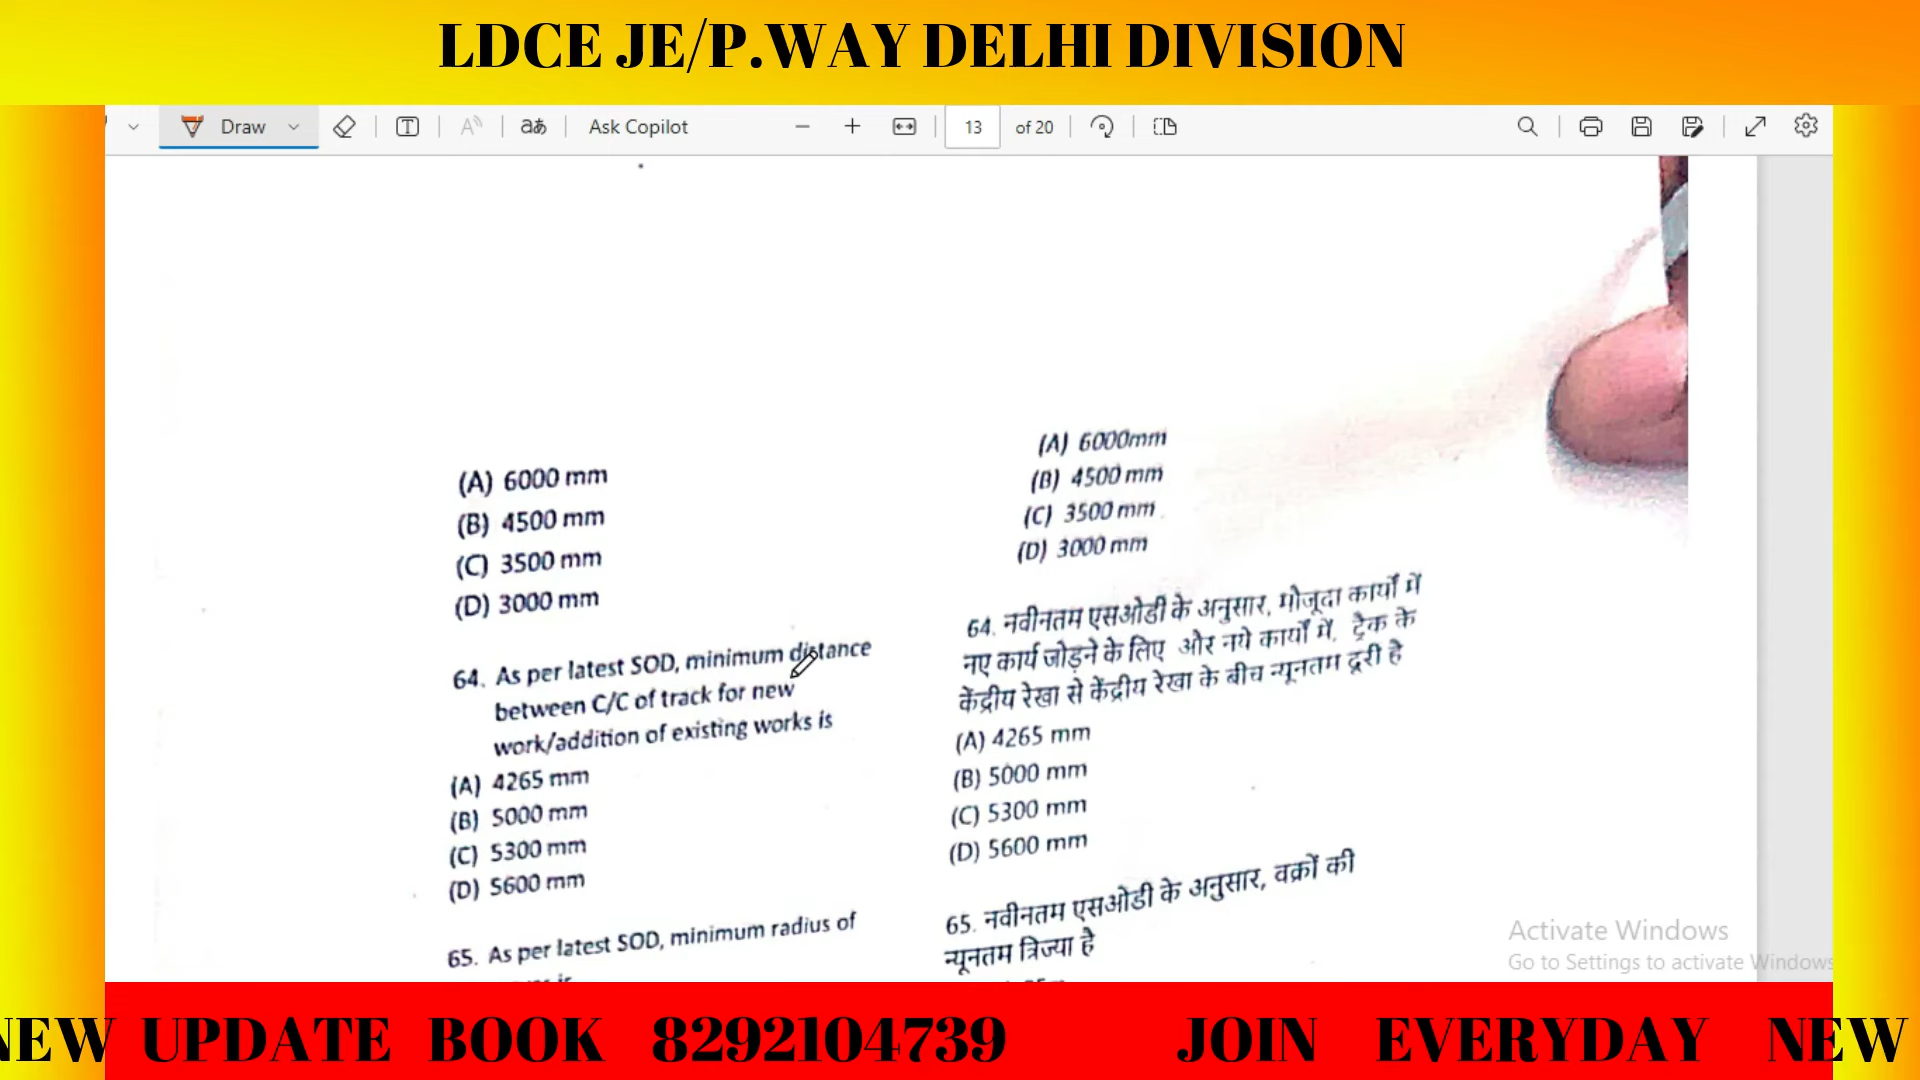 LDCE JE/P.WAY DELHI DIVISION
Draw
Ask Copilot
13 of 20
(A) 6000 mm
(B) 4500 mm
(C) 3500 mm
(D) 3000 mm
64. As per latest SOD, minimum distance
between C/C of track for new
work/addition of existing works is
(A) 4265 mm
(B) 5000 mm
(C) 5300 mm
(D) 5600 mm
65. As per latest SOD, minimum radius of
(A) 6000mm
(B) 4500 mm
(C) 3500 mm
(D) 3000 mm
64. नवीनतम एसओडी के अनुसार, मोजूदा कार्यों में
नए कार्य जोड़ने के लिए और नये कार्यों में, ट्रेक के
केंद्रीय रेखा से केंद्रीय रेखा के बीच न्यूनतम दूरी है
(A) 4265 mm
(B) 5000 mm
(C) 5300 mm
(D) 5600 mm
65. नवीनतम एसओडी के अनुसार, वक्रों की
न्यूनतम त्रिज्या है
Activate Windows
Go to Settings to activate Windows
NEW UPDATE BOOK 8292104739 JOIN EVERYDAY NEW